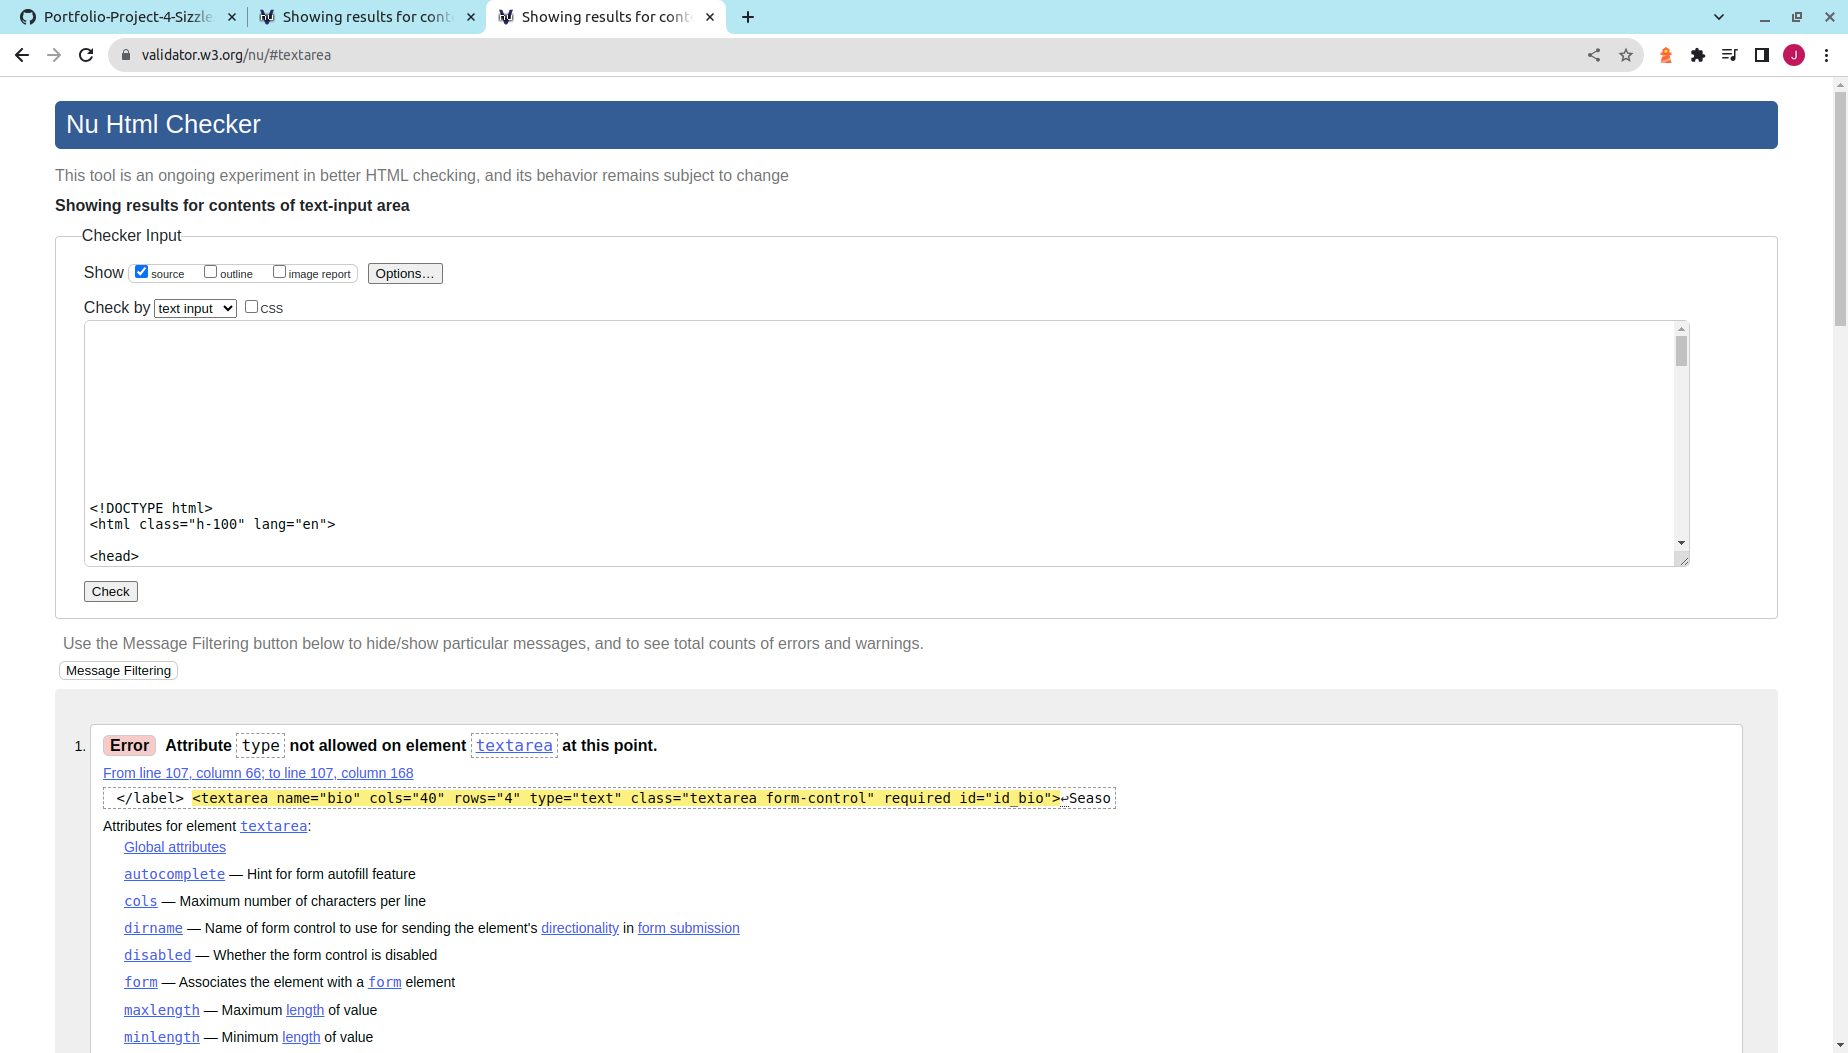 Portfolio-Project-4-Sizzle
Showing results for conte
Showing results for conte
validator.w3.org/nu/#textarea
J
Nu Html Checker
This tool is an ongoing experiment in better HTML checking, and its behavior remains subject to change
Showing results for contents of text-input area
Checker Input
Show source outline image report Options…
Check by text input CSS
<!DOCTYPE html>
<html class="h-100" lang="en">
<head>
Check
Use the Message Filtering button below to hide/show particular messages, and to see total counts of errors and warnings.
Message Filtering
1. Error Attribute type not allowed on element textarea at this point.
From line 107, column 66; to line 107, column 168
</label> <textarea name="bio" cols="40" rows="4" type="text" class="textarea form-control" required id="id_bio">↩Seaso
Attributes for element textarea:
Global attributes
autocomplete — Hint for form autofill feature
cols — Maximum number of characters per line
dirname — Name of form control to use for sending the element's directionality in form submission
disabled — Whether the form control is disabled
form — Associates the element with a form element
maxlength — Maximum length of value
minlength — Minimum length of value